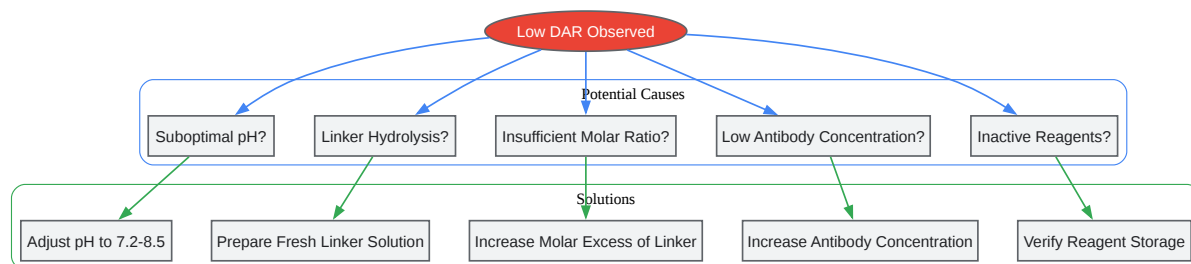 Low DAR Observed
Potential Causes
Suboptimal pH?
Linker Hydrolysis?
Insufficient Molar Ratio?
Low Antibody Concentration?
Inactive Reagents?
Solutions
Adjust pH to 7.2-8.5
Prepare Fresh Linker Solution
Increase Molar Excess of Linker
Increase Antibody Concentration
Verify Reagent Storage